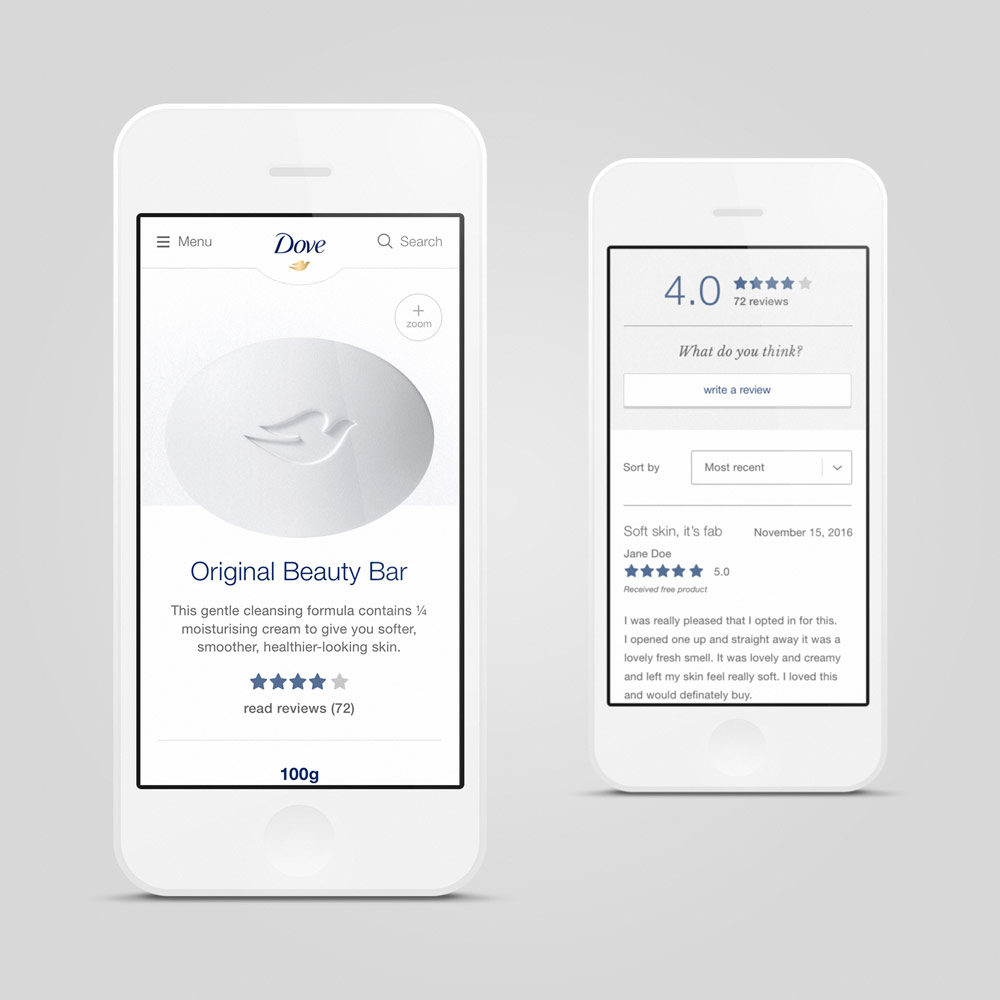 Menu
Dove
Search
+
zoom
Original Beauty Bar
This gentle cleansing formula contains ¼
moisturising cream to give you softer,
smoother, healthier-looking skin.
read reviews (72)
100g
4.0
72 reviews
What do you think?
write a review
Sort by
Most recent
Soft skin, it's fab
November 15, 2016
Jane Doe
5.0
Received free product
I was really pleased that I opted in for this.
I opened one up and straight away it was a
lovely fresh smell. It was lovely and creamy
and left my skin feel really soft. I loved this
and would definately buy.